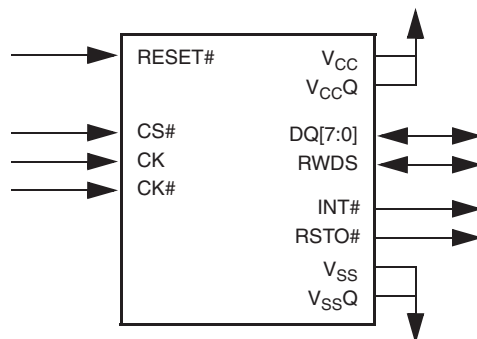 RESET#
CS#
CK
CK#
VCC
VCCQ
DQ[7:0]
RWDS
INT#
RSTO#
VSS
VSSQ